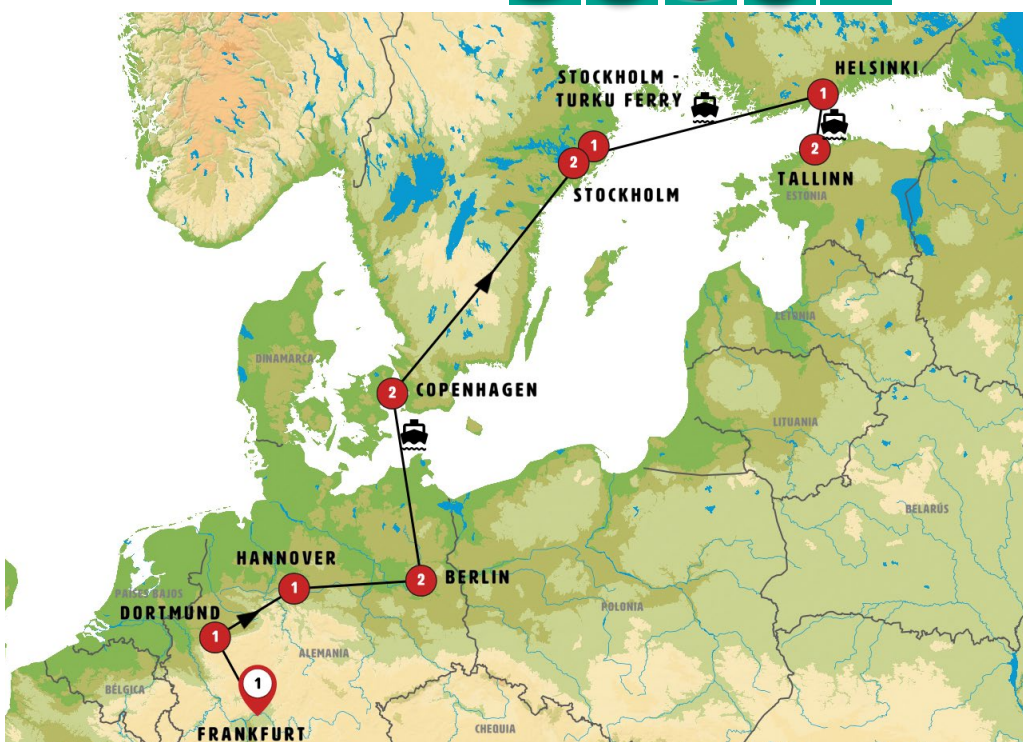 STOCKHOLM -
TURKU FERRY
HELSINKI
1
1
2
STOCKHOLM
2
TALLINN
ESTONIA
LETONIA
DINAMARCA
2
COPENHAGEN
LITUANIA
BELARÚS
HANNOVER
1
2
BERLIN
PAÍSES BAJOS
DORTMUND
1
POLONIA
ALEMANIA
BÉLGICA
1
FRANKFURT
CHEQUIA